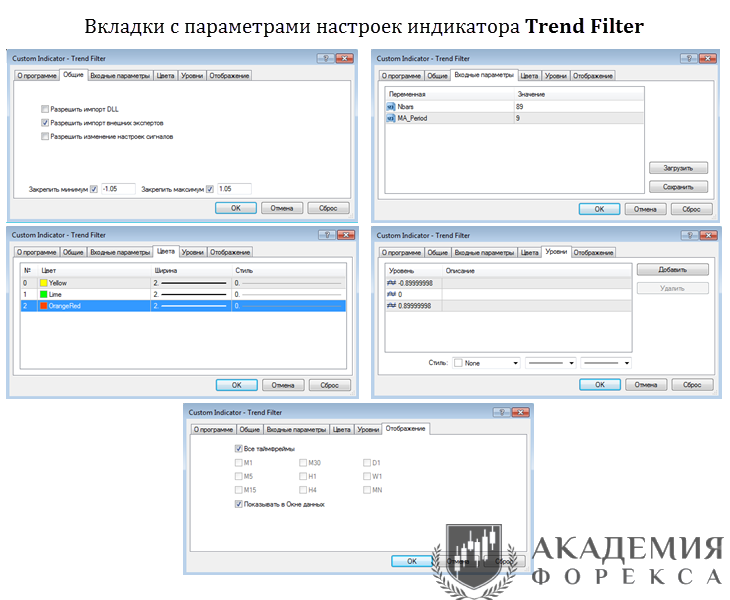 Вкладки с параметрами настроек индикатора Trend Filter
Custom Indicator - Trend Filter
О программе Общие Входные параметры Цвета Уровни Отображение
Разрешить импорт DLL
Разрешить импорт внешних экспертов
Разрешить изменение настроек сигналов
Закрепить минимум -1.05 Закрепить максимум 1.05
OK Отмена Сброс
Custom Indicator - Trend Filter
О программе Общие Входные параметры Цвета Уровни Отображение
Переменная Значение
Nbars 89
MA_Period 9
Загрузить
Сохранить
OK Отмена Сброс
Custom Indicator - Trend Filter
О программе Общие Входные параметры Цвета Уровни Отображение
№ Цвет Ширина Стиль
0 Yellow 2. 0.
1 Lime 2. 0.
2 OrangeRed 2. 0.
OK Отмена Сброс
Custom Indicator - Trend Filter
О программе Общие Входные параметры Цвета Уровни Отображение
Уровень Описание
-0.89999998
0
0.89999998
Добавить
Удалить
Стиль: None
OK Отмена Сброс
Custom Indicator - Trend Filter
О программе Общие Входные параметры Цвета Уровни Отображение
Все таймфреймы
M1 M30 D1
M5 H1 W1
M15 H4 MN
Показывать в Окне данных
OK Отмена Сброс
АКАДЕМИЯ
ФОРЕКСА